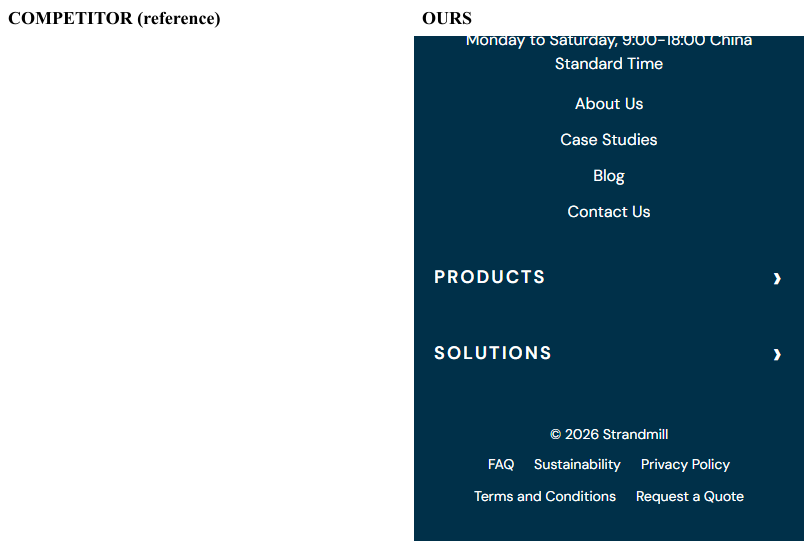 COMPETITOR (reference)
OURS
Monday to Saturday, 9:00-18:00 China
Standard Time
About Us
Case Studies
Blog
Contact Us
PRODUCTS ❯
SOLUTIONS ❯
© 2026 Strandmill
FAQ Sustainability Privacy Policy
Terms and Conditions Request a Quote